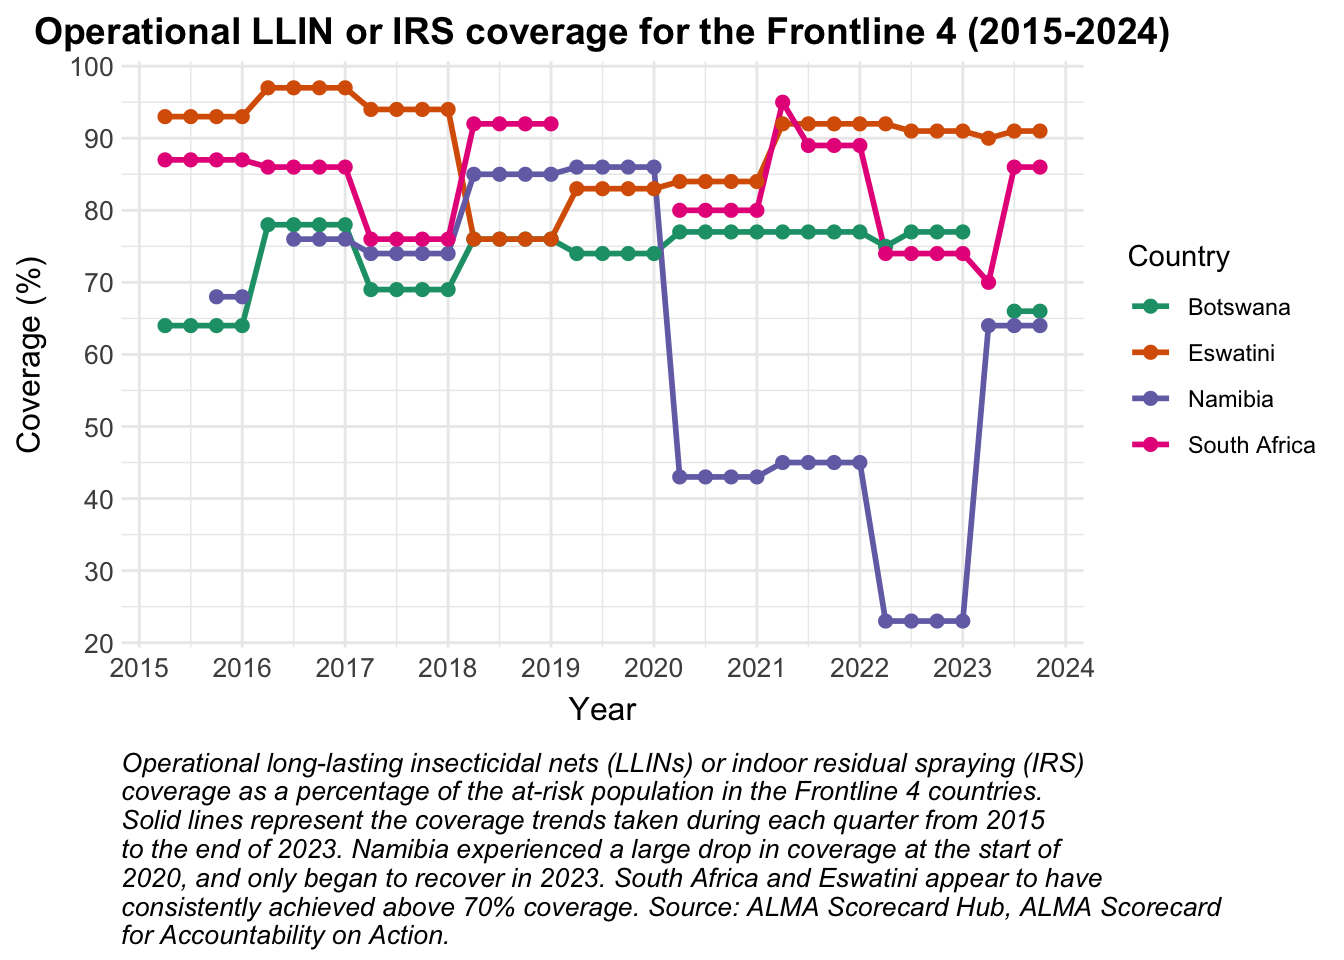 Operational LLIN or IRS coverage for the Frontline 4 (2015-2024)
100
90
80
70
60
50
40
30
20
Coverage (%)
2015 2016 2017 2018 2019 2020 2021 2022 2023 2024
Year
Country
Botswana
Eswatini
Namibia
South Africa
Operational long-lasting insecticidal nets (LLINs) or indoor residual spraying (IRS)
coverage as a percentage of the at-risk population in the Frontline 4 countries.
Solid lines represent the coverage trends taken during each quarter from 2015
to the end of 2023. Namibia experienced a large drop in coverage at the start of
2020, and only began to recover in 2023. South Africa and Eswatini appear to have
consistently achieved above 70% coverage. Source: ALMA Scorecard Hub, ALMA Scorecard
for Accountability on Action.